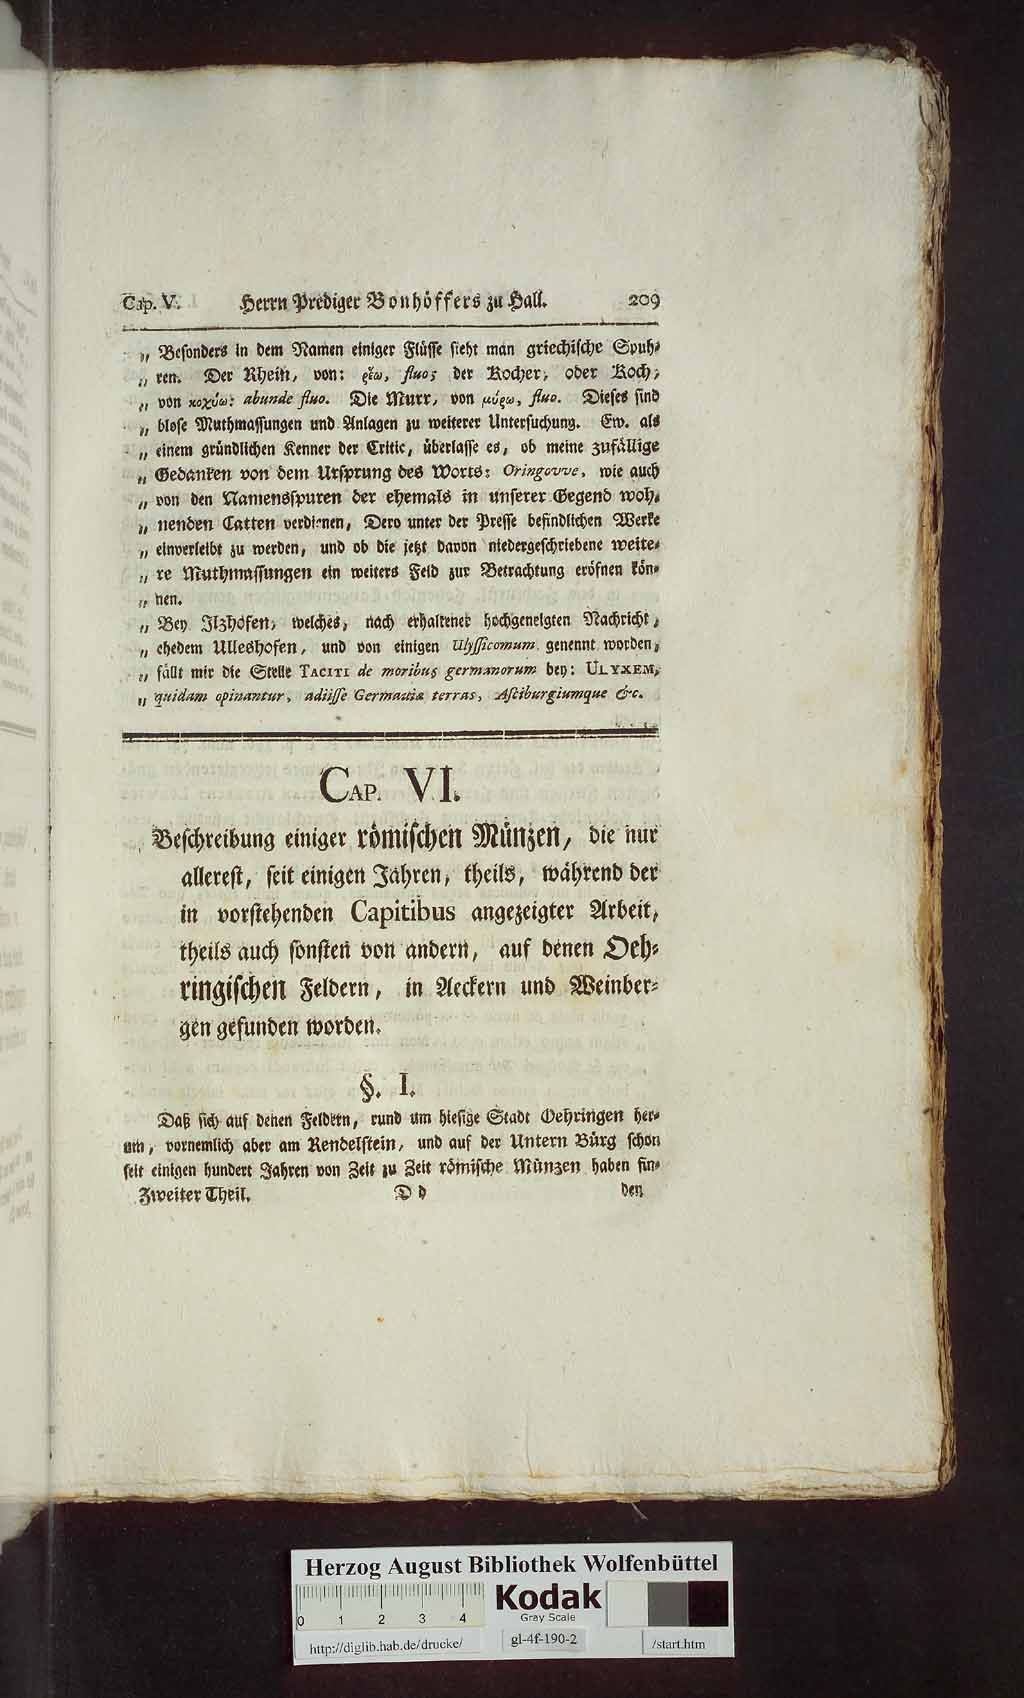 Cap. V. Herrn Prediger Bonhöffers zu Hall. 209
„ Besonders in dem Namen einiger Flüsse sieht man griechische Spuh-
„ ren. Der Rhein, von: ῥέω, fluo; der Kocher, oder Koch,
„ von κοχύω: abunde fluo. Die Murr, von μύρω, fluo. Dieses sind
„ blose Muthmassungen und Anlagen zu weiterer Untersuchung. Ew. als
„ einem gründlichen Kenner der Critic, überlasse es, ob meine zufällige
„ Gedanken von dem Ursprung des Worts: Oringovve, wie auch
„ von den Namensspuren der ehemals in unserer Gegend woh-
„ nenden Catten verdienen, Dero unter der Presse befindlichen Werke
„ einverleibt zu werden, und ob die jetzt davon niedergeschriebene weite-
„ re Muthmassungen ein weiters Feld zur Betrachtung eröfnen kön-
„ nen.
„ Bey Ilzhofen, welches, nach erhaltener hochgeneigten Nachricht,
„ ehedem Ulleshofen, und von einigen Ulyssicomum genennt worden,
„ fällt mir die Stelle TACITI de moribus germanorum bey: ULYXEM,
„ quidam opinantur, adiisse Germaniæ terras, Asciburgiumque &c.
CAP. VI.
Beschreibung einiger römischen Münzen, die nur
allererst, seit einigen Jahren, theils, während der
in vorstehenden Capitibus angezeigter Arbeit,
theils auch sonsten von andern, auf denen Oeh-
ringischen Feldern, in Aeckern und Weinber-
gen gefunden worden.
§. I.
Daß sich auf denen Feldern, rund um hiesige Stadt Oehringen her-
um, vornemlich aber am Rendelstein, und auf der Untern Bürg schon
seit einigen hundert Jahren von Zeit zu Zeit römische Münzen haben fin-
Zweiter Theil. D d den
Herzog August Bibliothek Wolfenbüttel
0 1 2 3 4
Kodak
Gray Scale
http://diglib.hab.de/drucke/ gl-4f-190-2 /start.htm